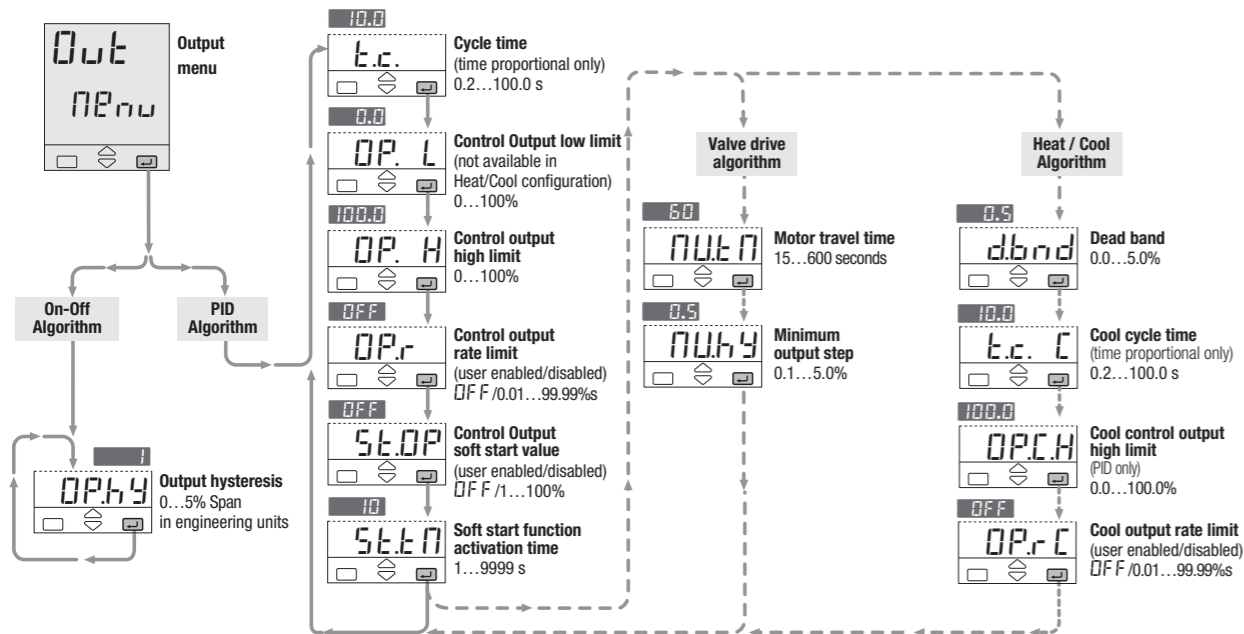 Out
Menu
Output
menu
On-Off
Algorithm
PID
Algorithm
1
OP.hY
Output hysteresis
0…5% Span
in engineering units
10.0
t.c.
Cycle time
(time proportional only)
0.2…100.0 s
0.0
OP. L
Control Output low limit
(not available in
Heat/Cool configuration)
0…100%
100.0
OP. H
Control output
high limit
0…100%
OFF
OP.r
Control output
rate limit
(user enabled/disabled)
OFF/0.01…99.99%s
OFF
St.OP
Control Output
soft start value
(user enabled/disabled)
OFF/1…100%
10
St.tM
Soft start function
activation time
1…9999 s
Valve drive
algorithm
60
MU.tM
Motor travel time
15…600 seconds
0.5
MU.hY
Minimum
output step
0.1…5.0%
Heat / Cool
Algorithm
0.5
d.bnd
Dead band
0.0…5.0%
10.0
t.c. C
Cool cycle time
(time proportional only)
0.2…100.0 s
100.0
OP.C.H
Cool control output
high limit
(PID only)
0.0…100.0%
OFF
OP.r C
Cool output rate limit
(user enabled/disabled)
OFF/0.01…99.99%s